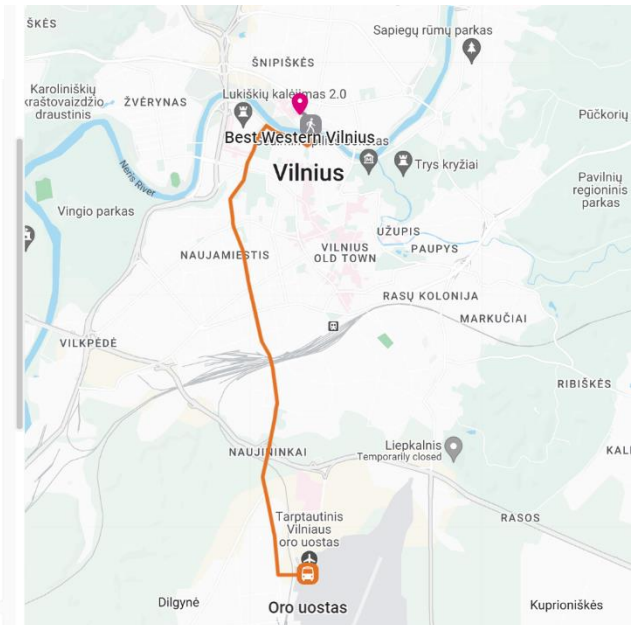 ŠKĖS
Sapiegų rūmų parkas
ŠNIPIŠKĖS
Karoliniškių
kraštovaizdžio
draustinis
ŽVĖRYNAS
Lukiškių kalėjimas 2.0
Pūčkorių
Best Western Vilnius
Neris River
Vilnius
Trys kryžiai
Pavilnių
regioninis
parkas
Vingio parkas
UŽUPIS
NAUJAMIESTIS
VILNIUS
OLD TOWN
PAUPYS
RASŲ KOLONIJA
MARKUČIAI
VILKPĖDĖ
RIBIŠKĖS
NAUJININKAI
Liepkalnis
Temporarily closed
KALI
Tarptautinis
Vilniaus
oro uostas
RASOS
Dilgynė
Oro uostas
Kuprioniškės